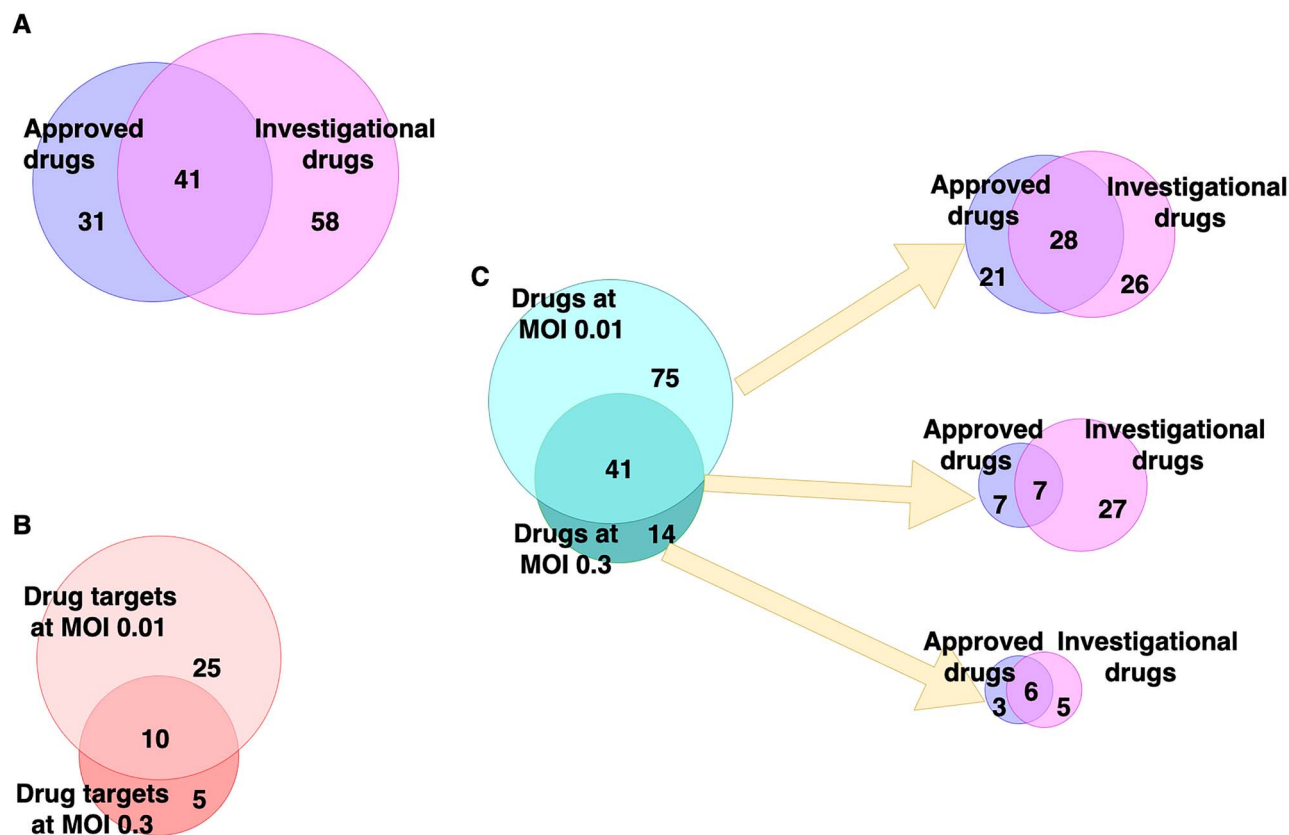 A
Approved
drugs
Investigational
drugs
31
41
58
B
Drug targets
at MOI 0.01
25
10
Drug targets
at MOI 0.3
5
C
Drugs at
MOI 0.01
75
41
Drugs at
MOI 0.3
14
Approved
drugs
Investigational
drugs
21
28
26
Approved
drugs
Investigational
drugs
7
7
27
Approved
drugs
Investigational
drugs
3
6
5